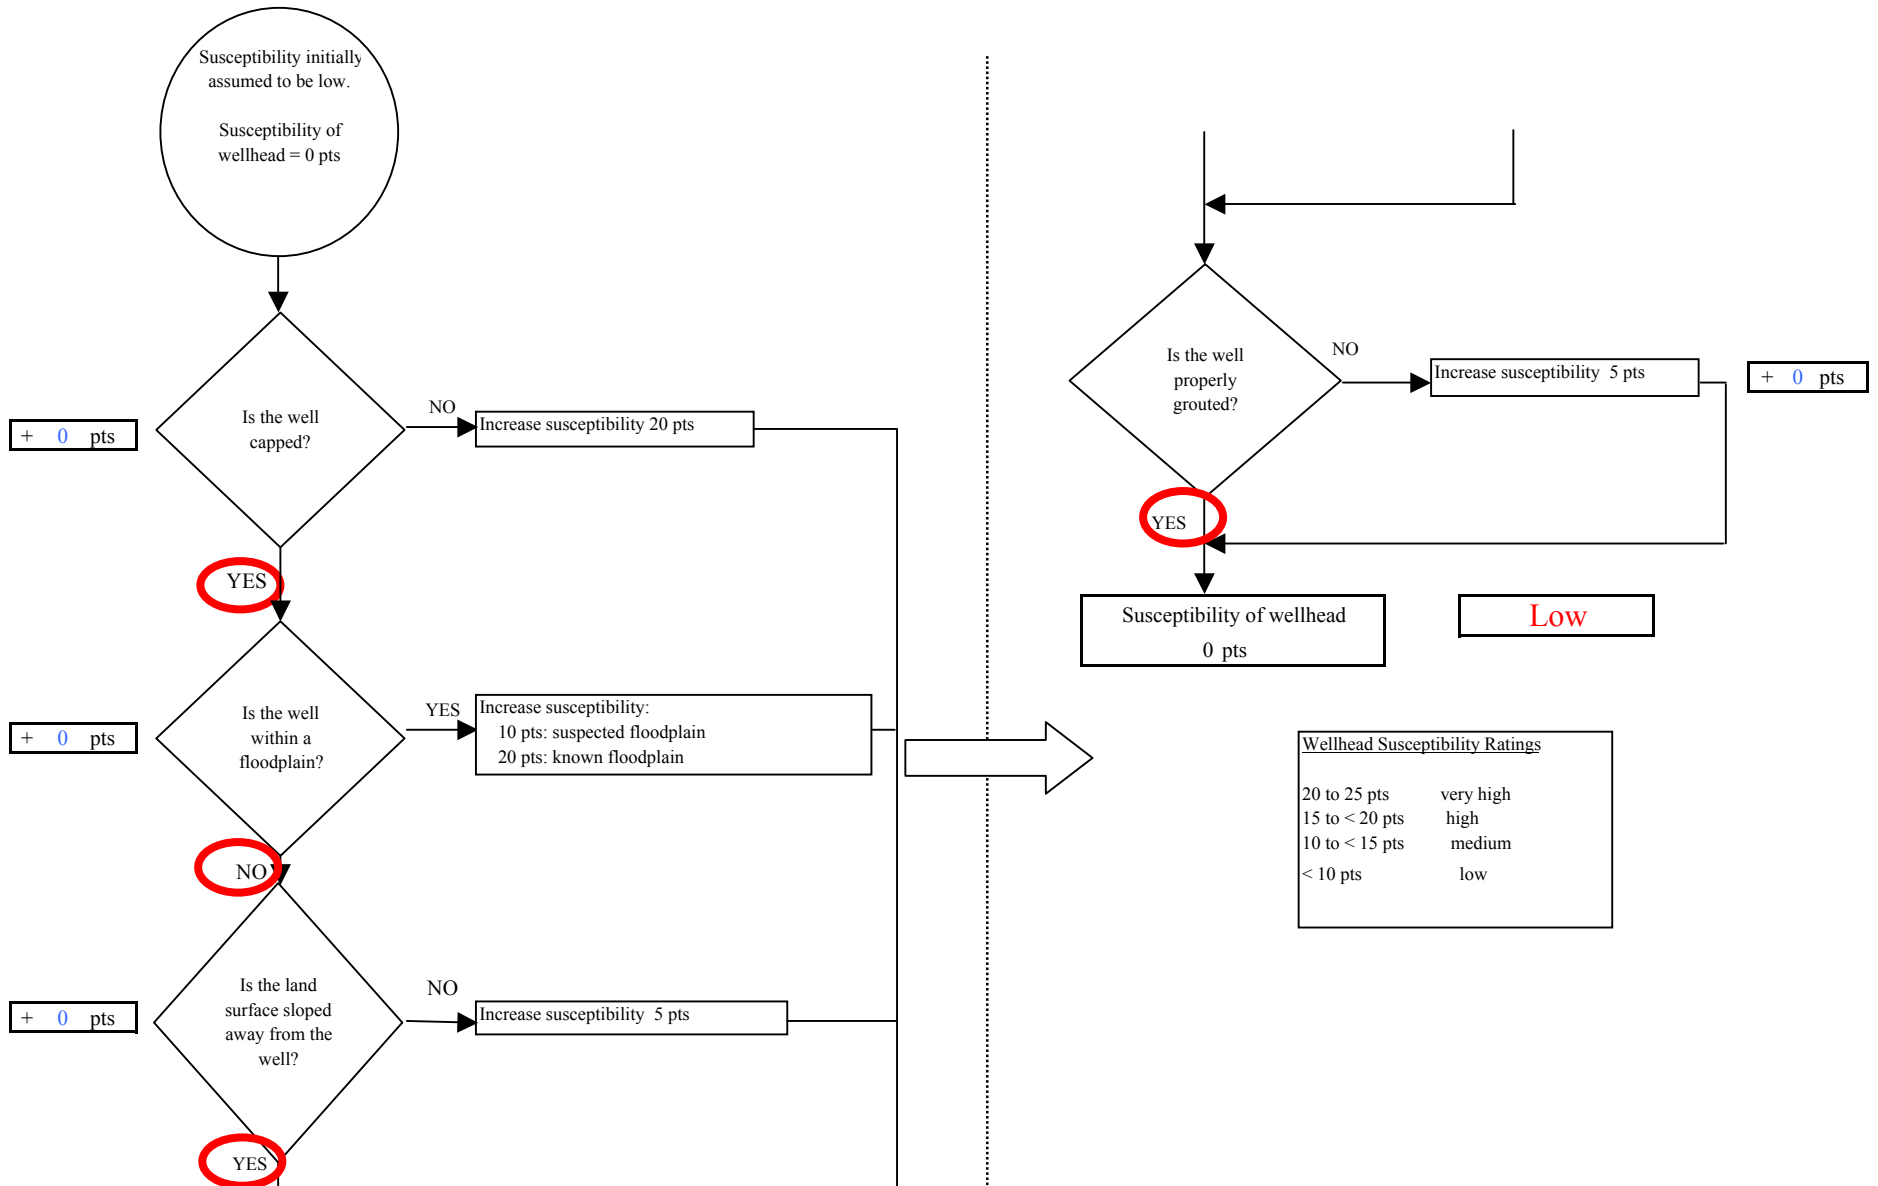 Susceptibility initially
assumed to be low.
Susceptibility of
wellhead = 0 pts
Is the well
capped?
NO
Increase susceptibility 20 pts
+ 0 pts
YES
Is the well
within a
floodplain?
YES
Increase susceptibility:
10 pts: suspected floodplain
20 pts: known floodplain
+ 0 pts
NO
Is the land
surface sloped
away from the
well?
NO
Increase susceptibility 5 pts
+ 0 pts
YES
Is the well
properly
grouted?
NO
Increase susceptibility 5 pts
+ 0 pts
YES
Susceptibility of wellhead
0 pts
Low
Wellhead Susceptibility Ratings
20 to 25 pts very high
15 to < 20 pts high
10 to < 15 pts medium
< 10 pts low